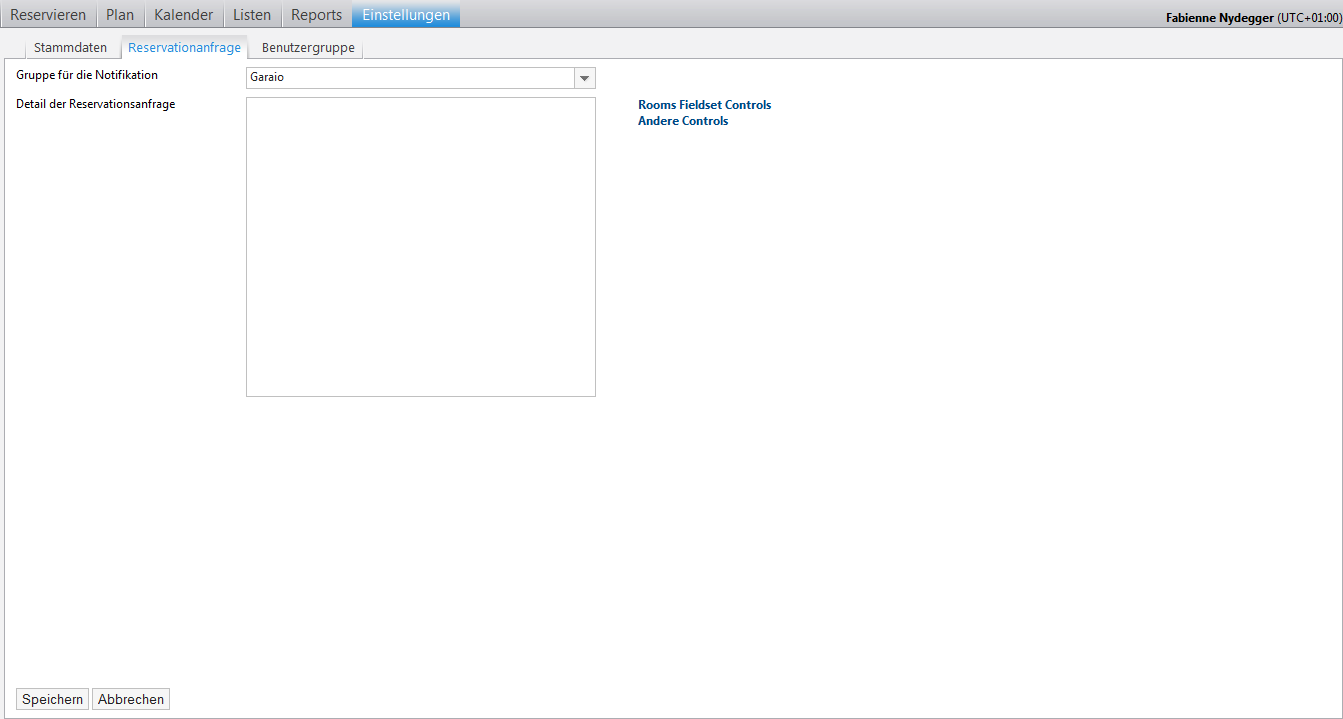 Reservieren Plan Kalender Listen Reports Einstellungen Fabienne Nydegger (UTC+01:00)
Stammdaten Reservationanfrage Benutzergruppe
Gruppe für die Notifikation Garaio
Detail der Reservationsanfrage Rooms Fieldset Controls
Andere Controls
Speichern Abbrechen